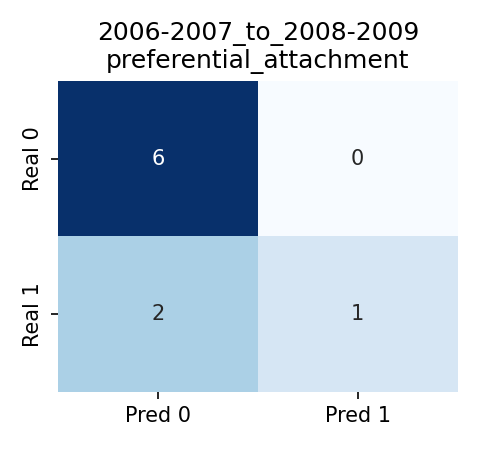 2006-2007_to_2008-2009
preferential_attachment
Real 0
6
0
Real 1
2
1
Pred 0
Pred 1